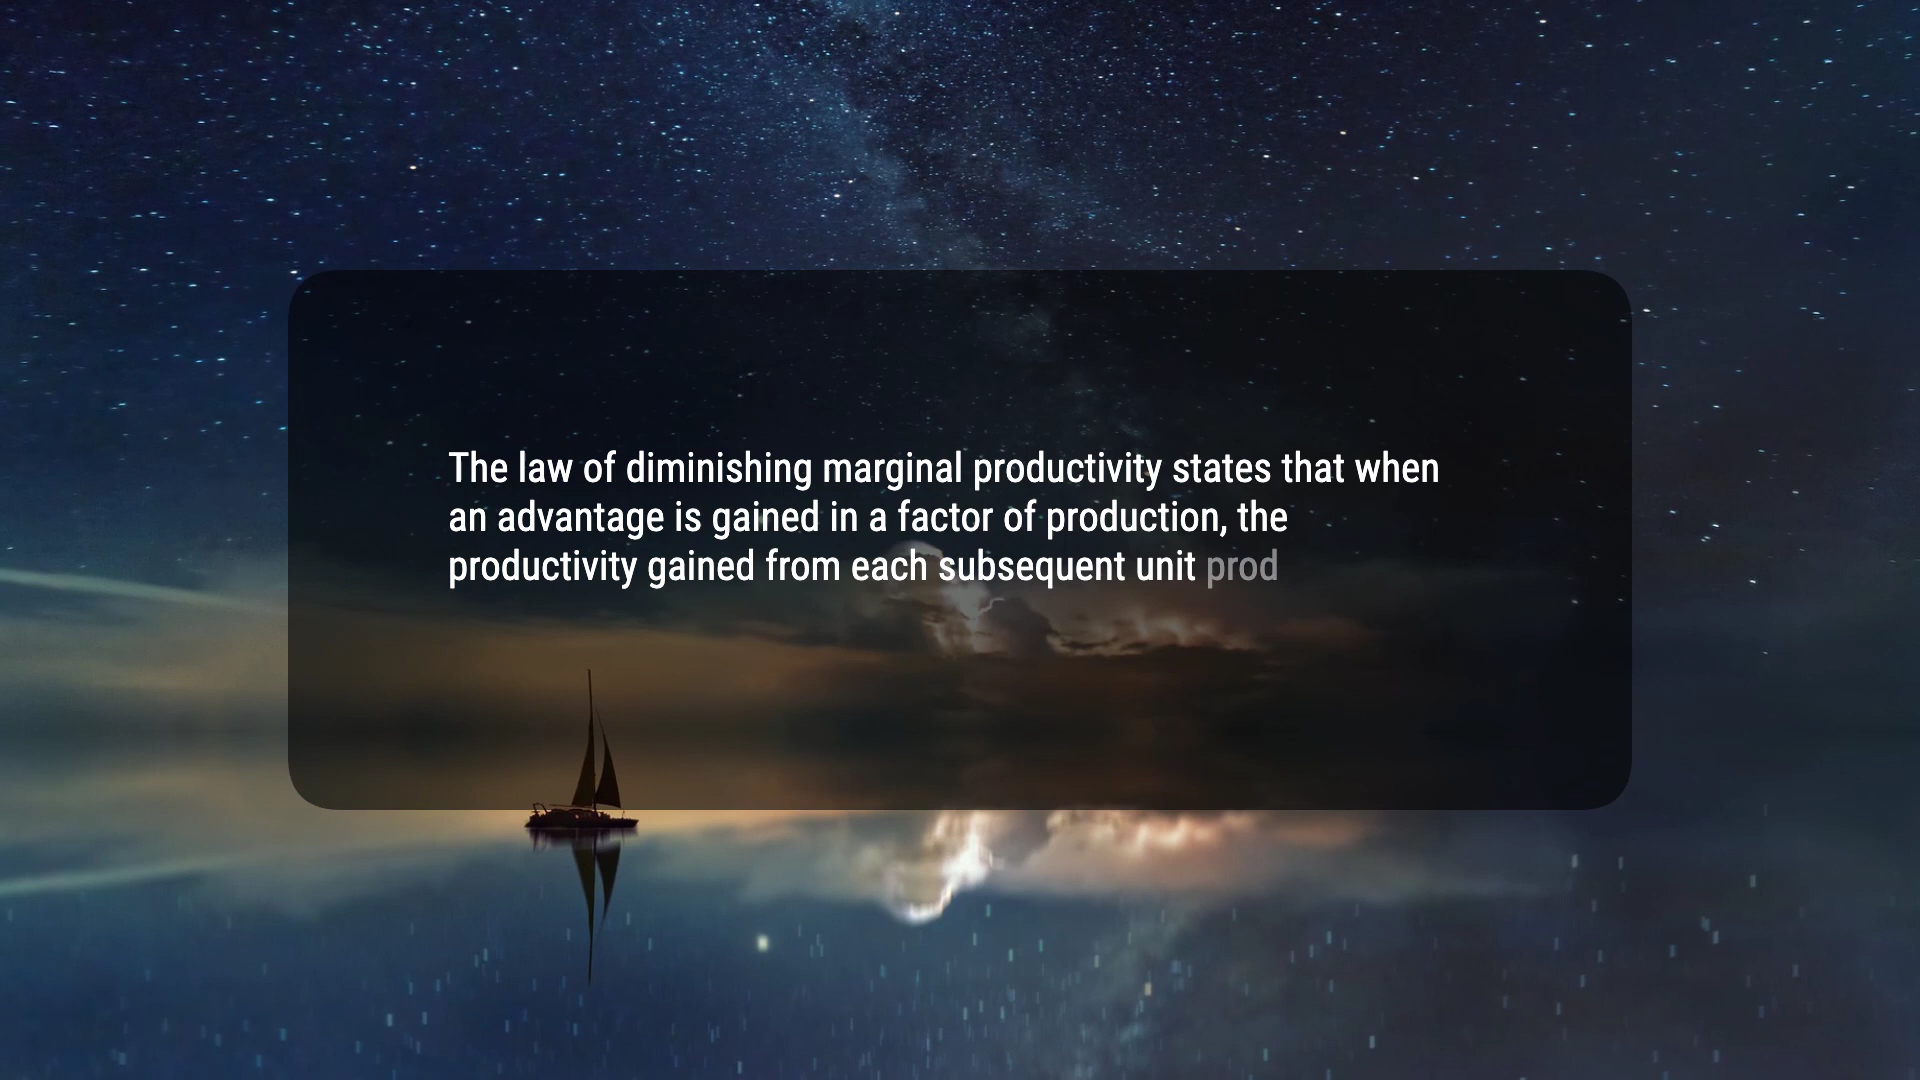 The law of diminishing marginal productivity states that when
an advantage is gained in a factor of production, the
productivity gained from each subsequent unit prod